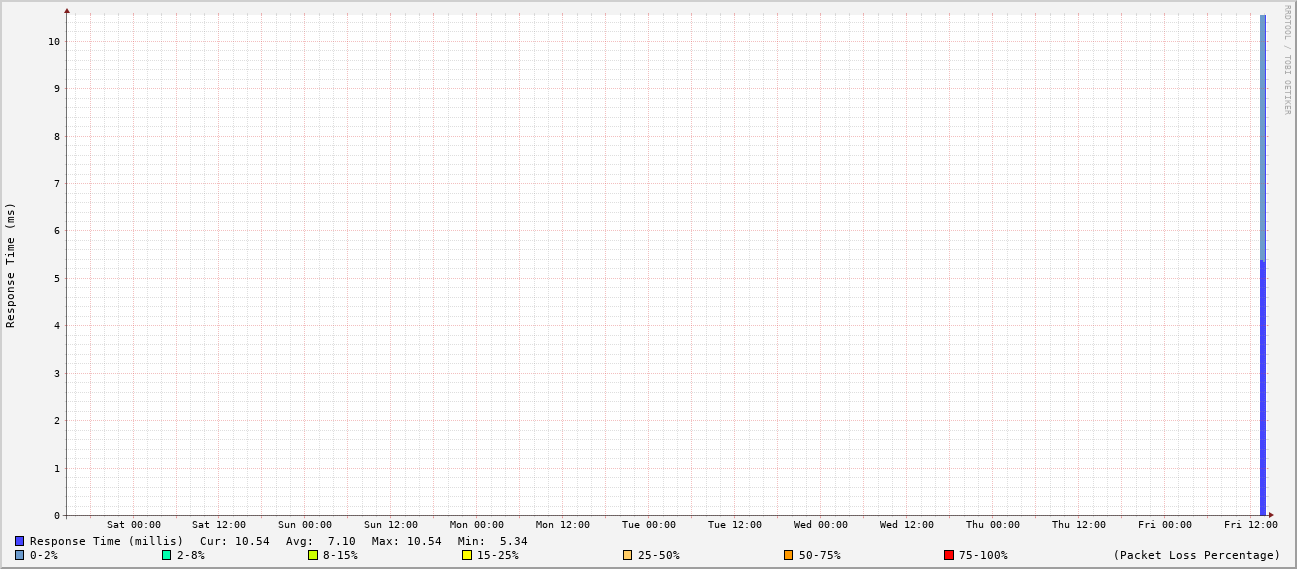 RRDTOOL / TOBI OETIKER
Response Time (ms)
10
9
8
7
6
5
4
3
2
1
0
Sat 00:00 Sat 12:00 Sun 00:00 Sun 12:00 Mon 00:00 Mon 12:00 Tue 00:00 Tue 12:00 Wed 00:00 Wed 12:00 Thu 00:00 Thu 12:00 Fri 00:00 Fri 12:00
Response Time (millis) Cur: 10.54 Avg: 7.10 Max: 10.54 Min: 5.34
0-2% 2-8% 8-15% 15-25% 25-50% 50-75% 75-100% (Packet Loss Percentage)